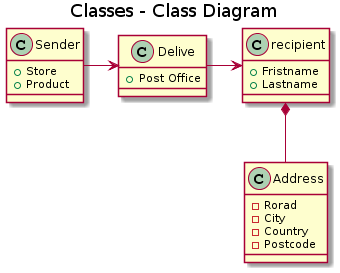 Classes - Class Diagram
C Sender
Store
Product
C Delive
Post Office
C recipient
Fristname
Lastname
C Address
Rorad
City
Country
Postcode